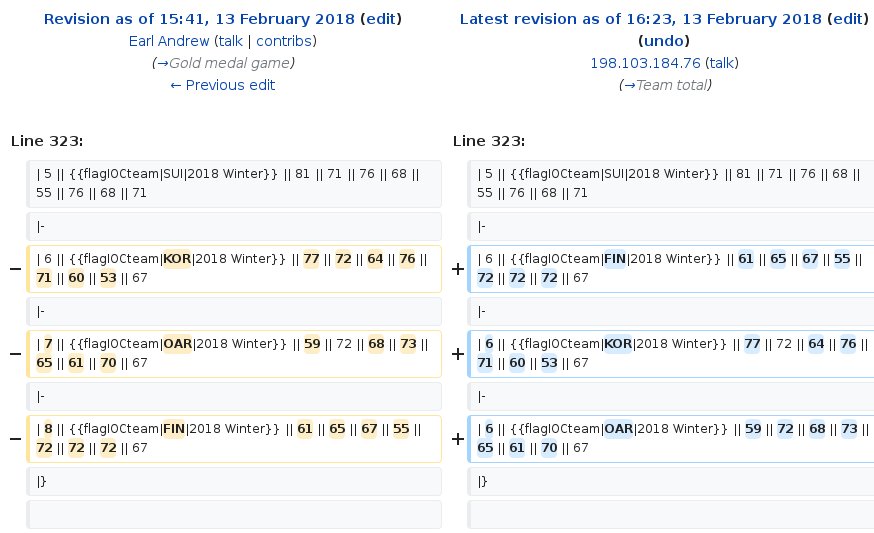 Revision as of 15:41, 13 February 2018 (edit)
Earl Andrew (talk | contribs)
(→Gold medal game)
← Previous edit
Latest revision as of 16:23, 13 February 2018 (edit)
(undo)
198.103.184.76 (talk)
(→Team total)
Line 323:
Line 323:
| 5 || {{flagIOCteam|SUI|2018 Winter}} || 81 || 71 || 76 || 68 ||
55 || 76 || 68 || 71
| 5 || {{flagIOCteam|SUI|2018 Winter}} || 81 || 71 || 76 || 68 ||
55 || 76 || 68 || 71
|-
|-
− | 6 || {{flagIOCteam|KOR|2018 Winter}} || 77 || 72 || 64 || 76 ||
71 || 60 || 53 || 67
+ | 6 || {{flagIOCteam|FIN|2018 Winter}} || 61 || 65 || 67 || 55 ||
72 || 72 || 72 || 67
|-
|-
− | 7 || {{flagIOCteam|OAR|2018 Winter}} || 59 || 72 || 68 || 73 ||
65 || 61 || 70 || 67
+ | 6 || {{flagIOCteam|KOR|2018 Winter}} || 77 || 72 || 64 || 76 ||
71 || 60 || 53 || 67
|-
|-
− | 8 || {{flagIOCteam|FIN|2018 Winter}} || 61 || 65 || 67 || 55 ||
72 || 72 || 72 || 67
+ | 6 || {{flagIOCteam|OAR|2018 Winter}} || 59 || 72 || 68 || 73 ||
65 || 61 || 70 || 67
|}
|}